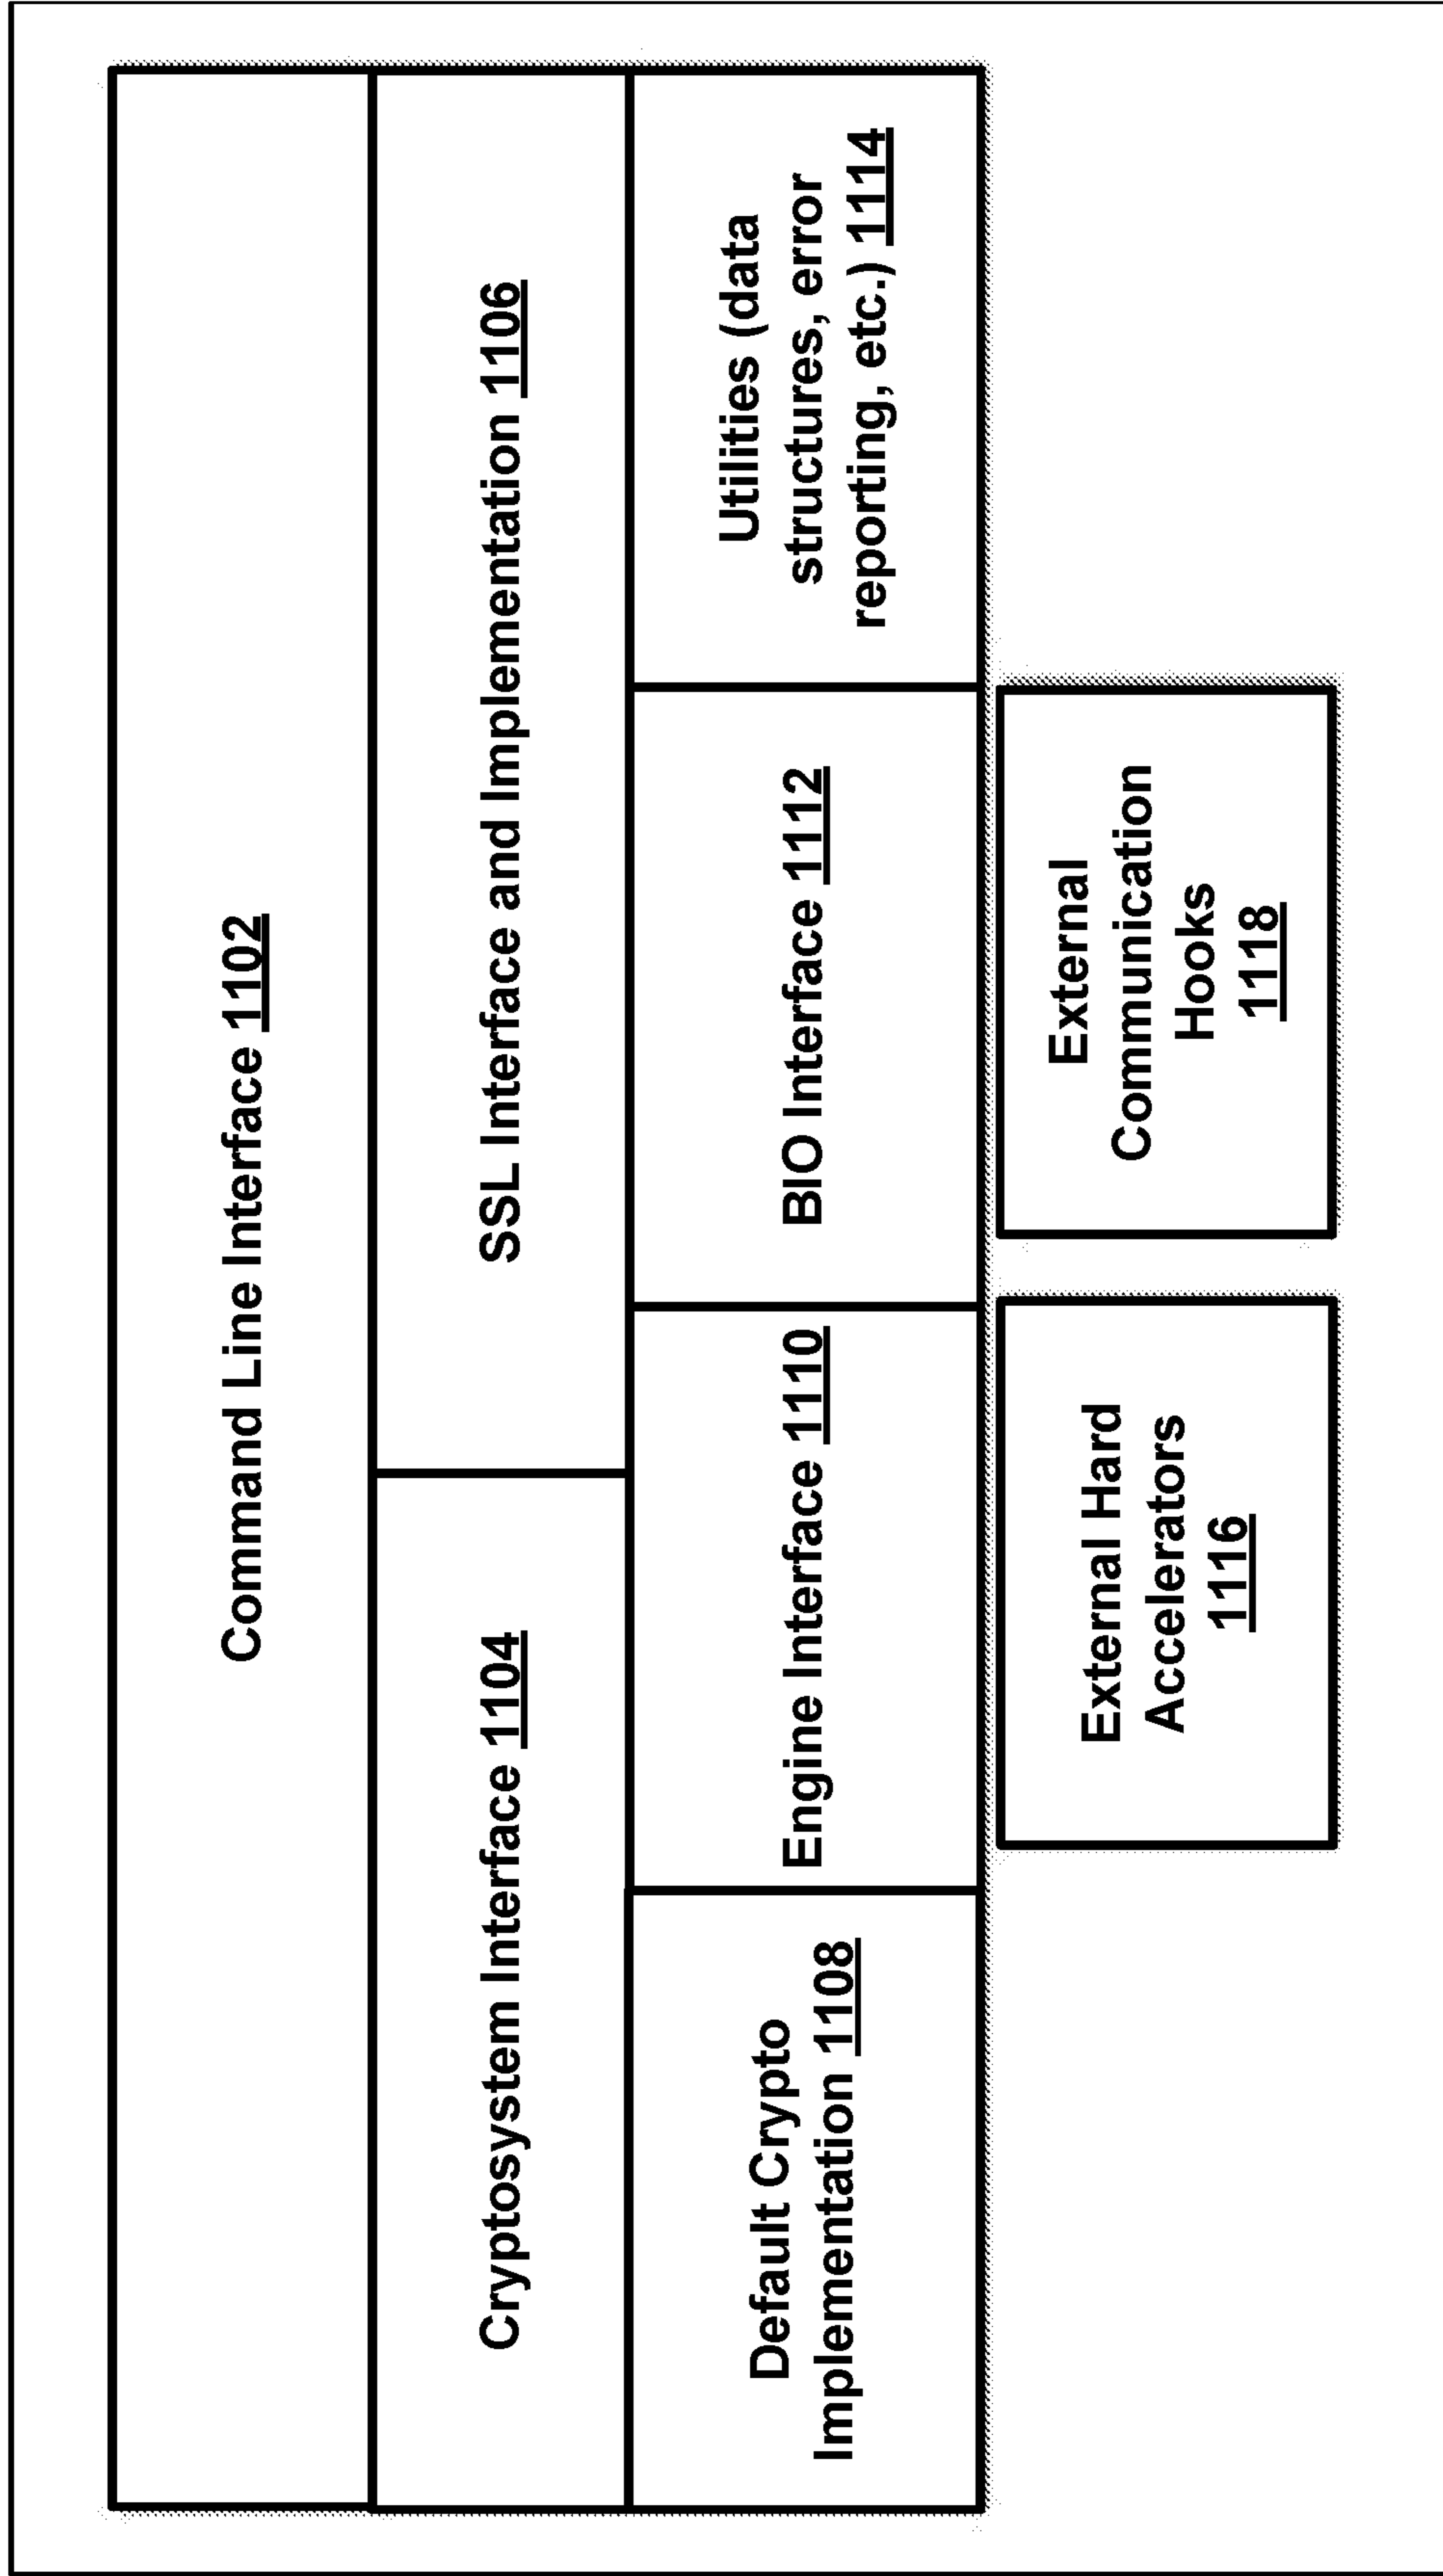 Command Line Interface 1102
Cryptosystem Interface 1104
SSL Interface and Implementation 1106
Default Crypto
Implementation 1108
Engine Interface 1110
BIO Interface 1112
Utilities (data
structures, error
reporting, etc.) 1114
External Hard
Accelerators
1116
External
Communication
Hooks
1118